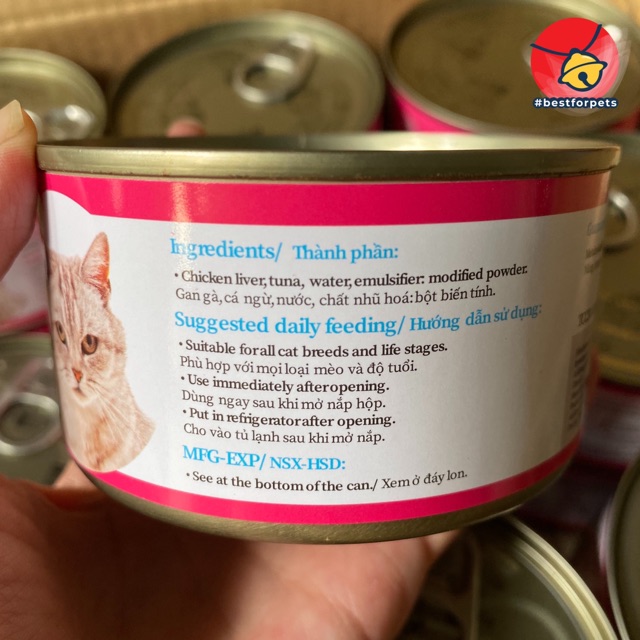 #bestforpets
Ingredients/ Thành phần:
• Chicken liver, tuna, water, emulsifier: modified powder.
Gan gà, cá ngừ, nước, chất nhũ hoá: bột biến tính.
Suggested daily feeding/ Hướng dẫn sử dụng:
• Suitable for all cat breeds and life stages.
Phù hợp với mọi loại mèo và độ tuổi.
• Use immediately after opening.
Dùng ngay sau khi mở nắp hộp.
• Put in refrigerator after opening.
Cho vào tủ lạnh sau khi mở nắp.
MFG-EXP/ NSX-HSD:
• See at the bottom of the can./ Xem ở đáy lon.